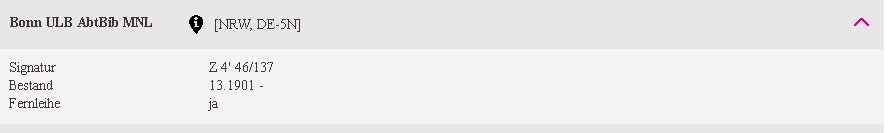 Bonn ULB AbtBib MNL [NRW, DE-5N]
Signatur Z 4' 46/137
Bestand 13.1901 -
Fernleihe ja